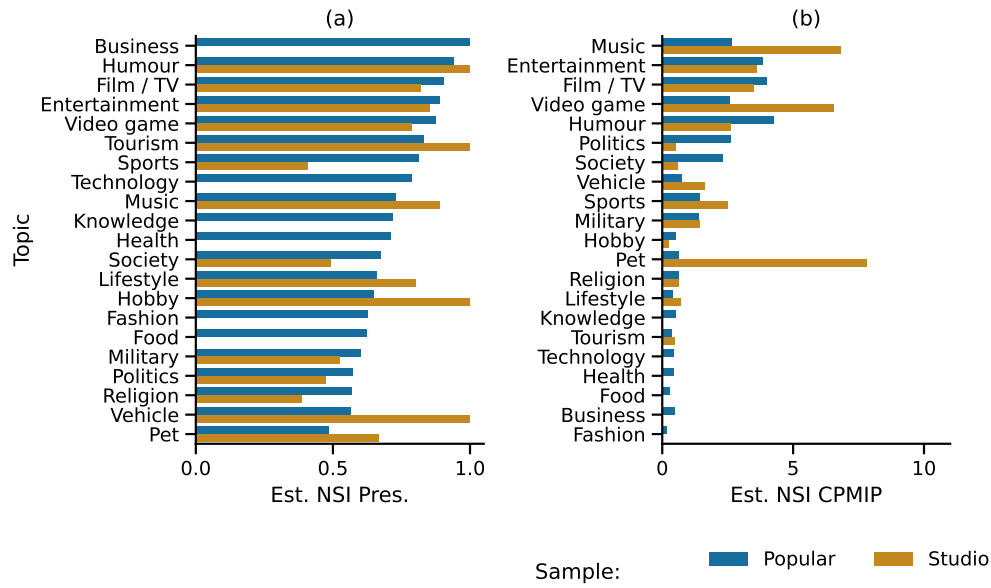 (a)
Topic
Business
Humour
Film / TV
Entertainment
Video game
Tourism
Sports
Technology
Music
Knowledge
Health
Society
Lifestyle
Hobby
Fashion
Food
Military
Politics
Religion
Vehicle
Pet
0.0 0.5 1.0
Est. NSI Pres.
(b)
Music
Entertainment
Film / TV
Video game
Humour
Politics
Society
Vehicle
Sports
Military
Hobby
Pet
Religion
Lifestyle
Knowledge
Tourism
Technology
Health
Food
Business
Fashion
0 5 10
Est. NSI CPMIP
Sample: Popular Studio